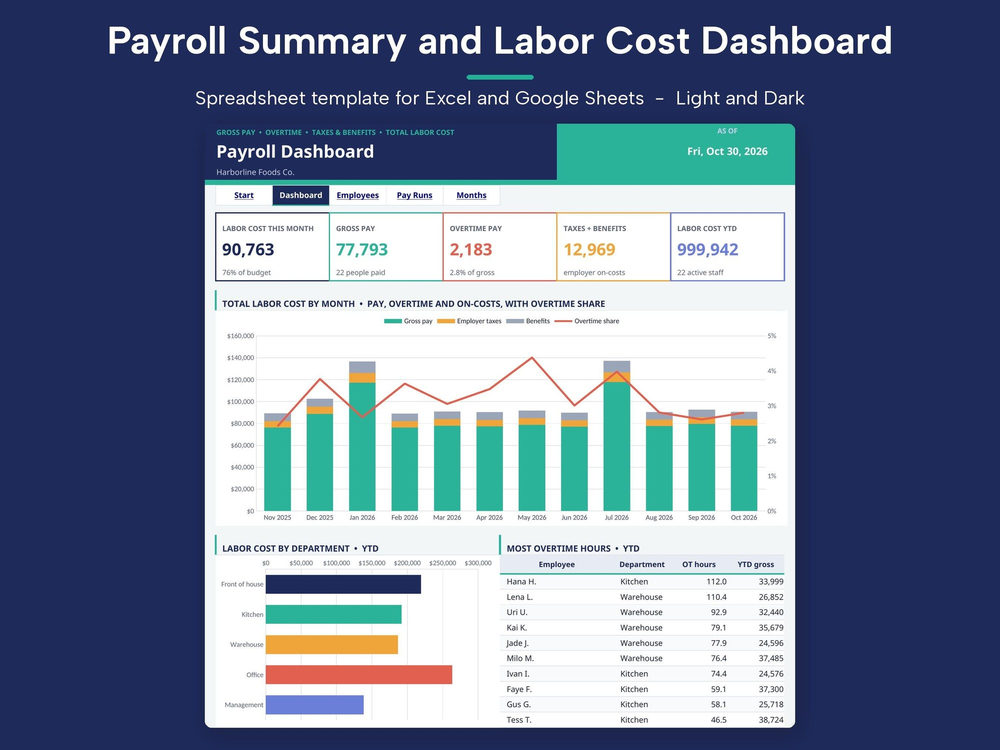 Payroll Summary and Labor Cost Dashboard
Spreadsheet template for Excel and Google Sheets – Light and Dark
GROSS PAY • OVERTIME • TAXES & BENEFITS • TOTAL LABOR COST
AS OF
Payroll Dashboard
Fri, Oct 30, 2026
Harborline Foods Co.
Start Dashboard Employees Pay Runs Months
LABOR COST THIS MONTH GROSS PAY OVERTIME PAY TAXES + BENEFITS LABOR COST YTD
90,763 77,793 2,183 12,969 999,942
76% of budget 22 people paid 2.8% of gross employer on-costs 22 active staff
TOTAL LABOR COST BY MONTH • PAY, OVERTIME AND ON-COSTS, WITH OVERTIME SHARE
Gross pay Employer taxes Benefits Overtime share
$160,000 5%
$140,000
$120,000 4%
$100,000 3%
$80,000
$60,000 2%
$40,000 1%
$20,000
$0 0%
Nov 2025 Dec 2025 Jan 2026 Feb 2026 Mar 2026 Apr 2026 May 2026 Jun 2026 Jul 2026 Aug 2026 Sep 2026 Oct 2026
LABOR COST BY DEPARTMENT • YTD
$0 $50,000 $100,000 $150,000 $200,000 $250,000 $300,000
Front of house
Kitchen
Warehouse
Office
Management
MOST OVERTIME HOURS • YTD
Employee Department OT hours YTD gross
Hana H. Kitchen 112.0 33,999
Lena L. Warehouse 110.4 26,852
Uri U. Warehouse 92.9 32,440
Kai K. Warehouse 79.1 35,679
Jade J. Warehouse 77.9 24,596
Milo M. Warehouse 76.4 37,485
Ivan I. Kitchen 74.4 24,576
Faye F. Kitchen 59.1 37,300
Gus G. Kitchen 58.1 25,718
Tess T. Kitchen 46.5 38,724